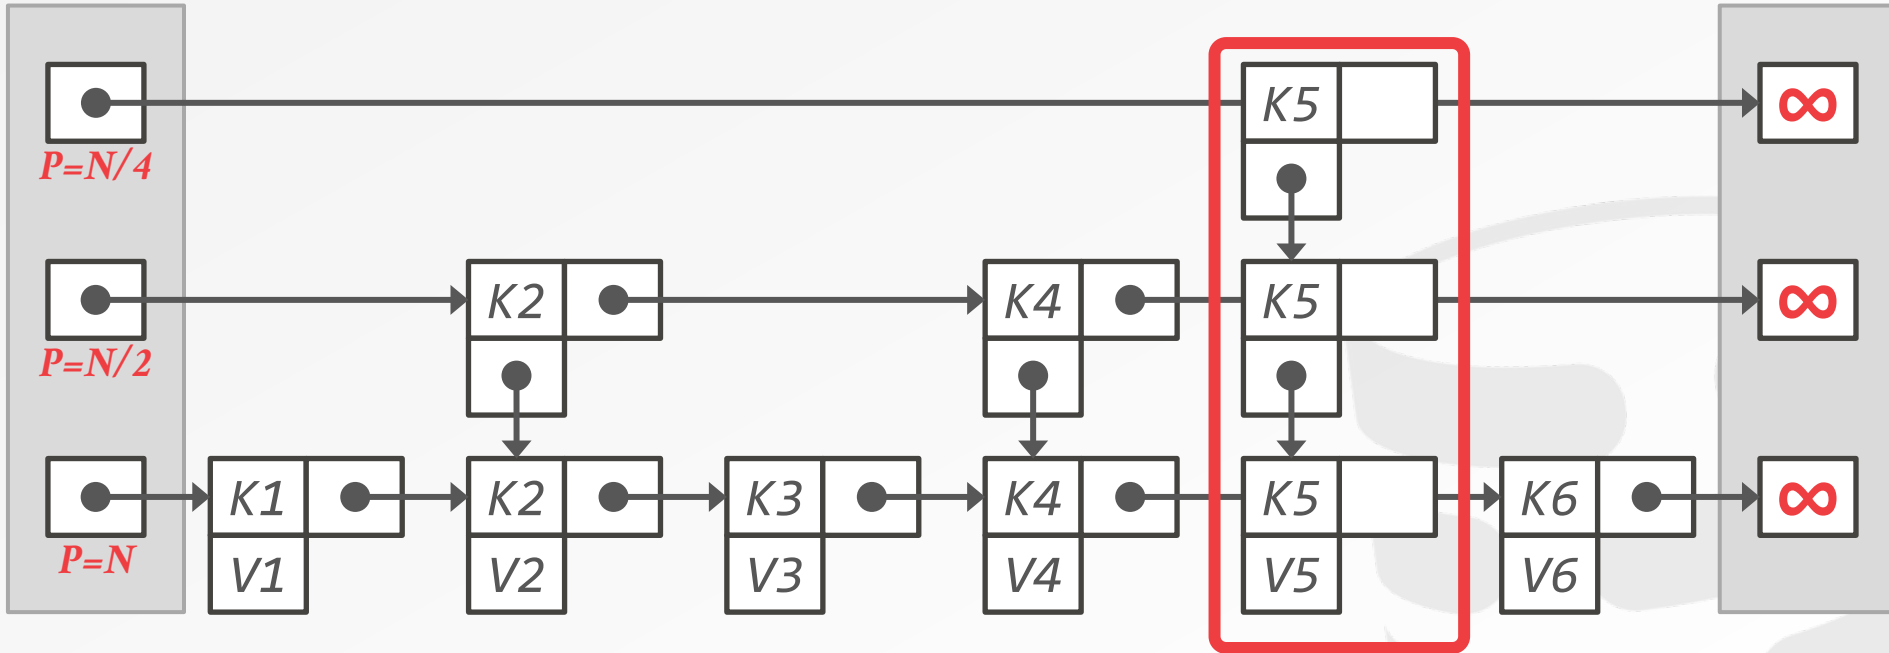 K5 ∞
P=N/4
K2 K4 K5 ∞
P=N/2
K1 K2 K3 K4 K5 K6 ∞
P=N
V1 V2 V3 V4 V5 V6